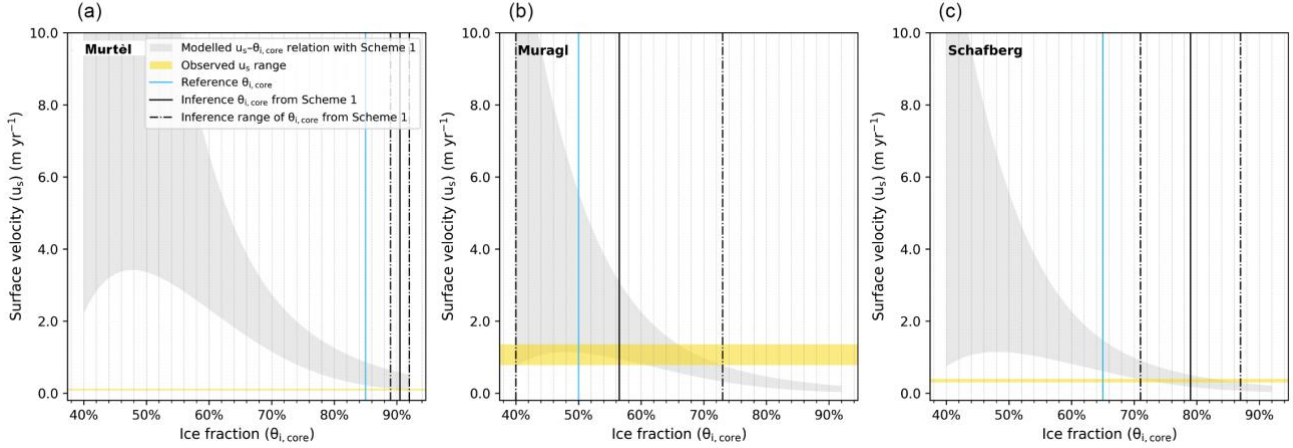 (a)
Murtèl
Modelled uₛ–θᵢ,core relation with Scheme 1
Observed uₛ range
Reference θᵢ,core
Inference θᵢ,core from Scheme 1
Inference range of θᵢ,core from Scheme 1
Surface velocity (uₛ) (m yr⁻¹)
10.0
8.0
6.0
4.0
2.0
0.0
40% 50% 60% 70% 80% 90%
Ice fraction (θᵢ,core)
(b)
Muragl
Surface velocity (uₛ) (m yr⁻¹)
10.0
8.0
6.0
4.0
2.0
0.0
40% 50% 60% 70% 80% 90%
Ice fraction (θᵢ,core)
(c)
Schafberg
Surface velocity (uₛ) (m yr⁻¹)
10.0
8.0
6.0
4.0
2.0
0.0
40% 50% 60% 70% 80% 90%
Ice fraction (θᵢ,core)